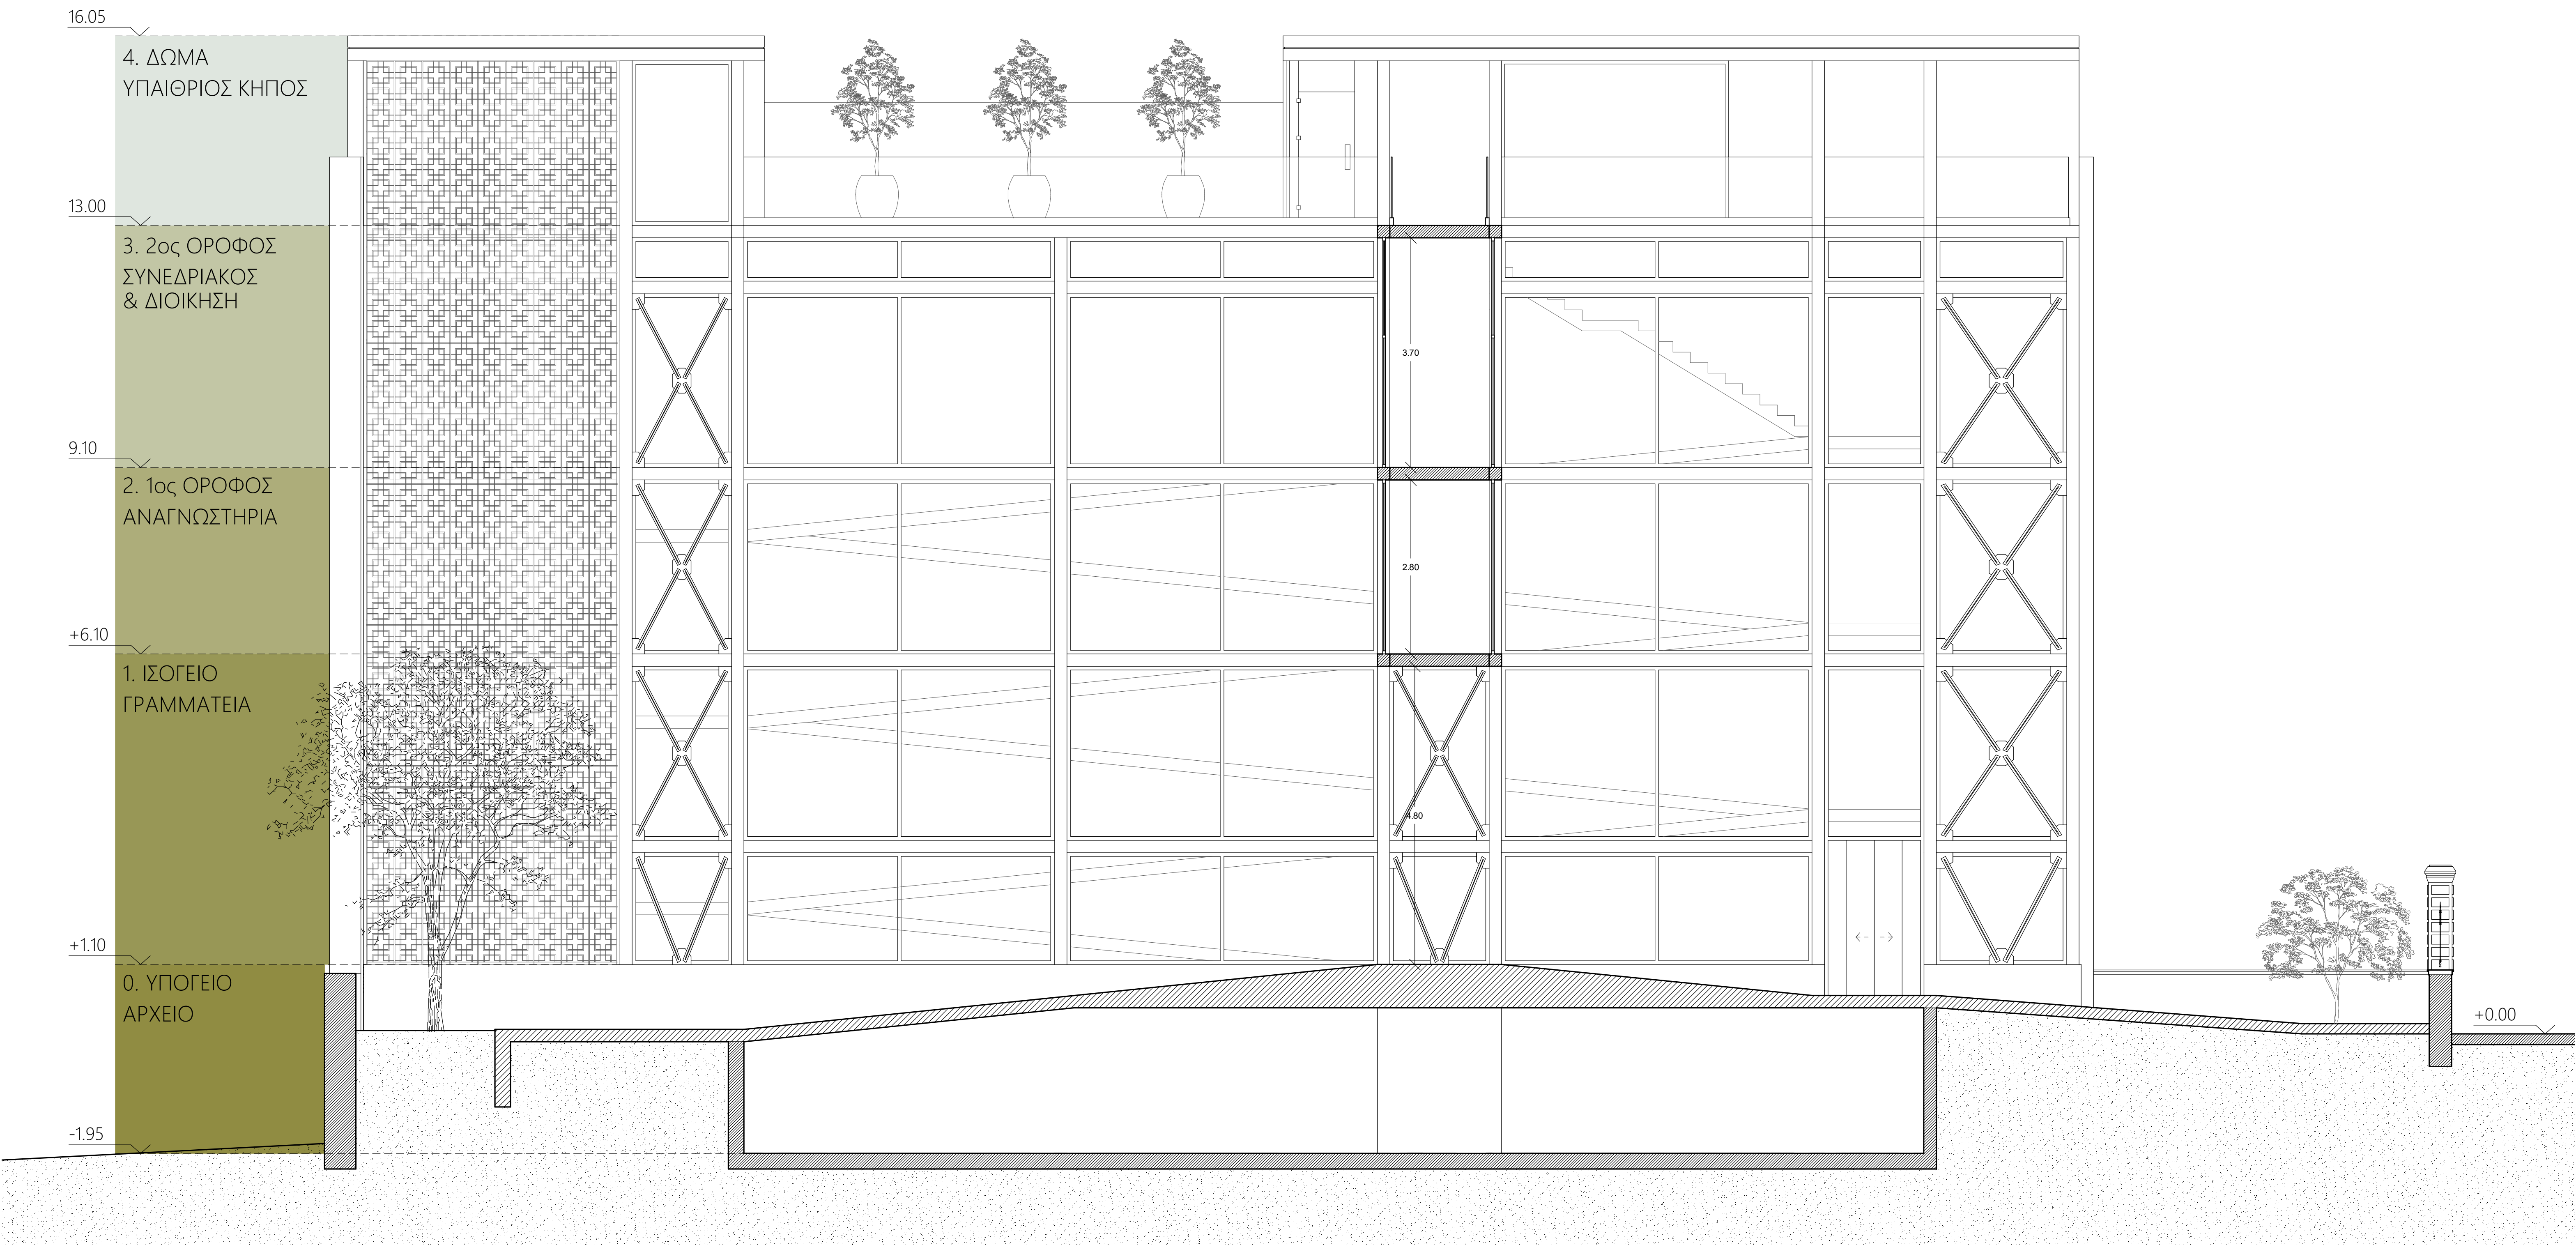 16.05
4. ΔΩΜΑ
ΥΠΑΙΘΡΙΟΣ ΚΗΠΟΣ
13.00
3. 2ος ΟΡΟΦΟΣ
ΣΥΝΕΔΡΙΑΚΟΣ
& ΔΙΟΙΚΗΣΗ
3.70
9.10
2. 1ος ΟΡΟΦΟΣ
ΑΝΑΓΝΩΣΤΗΡΙΑ
2.80
+6.10
1. ΙΣΟΓΕΙΟ
ΓΡΑΜΜΑΤΕΙΑ
4.80
+1.10
0. ΥΠΟΓΕΙΟ
ΑΡΧΕΙΟ
+0.00
-1.95